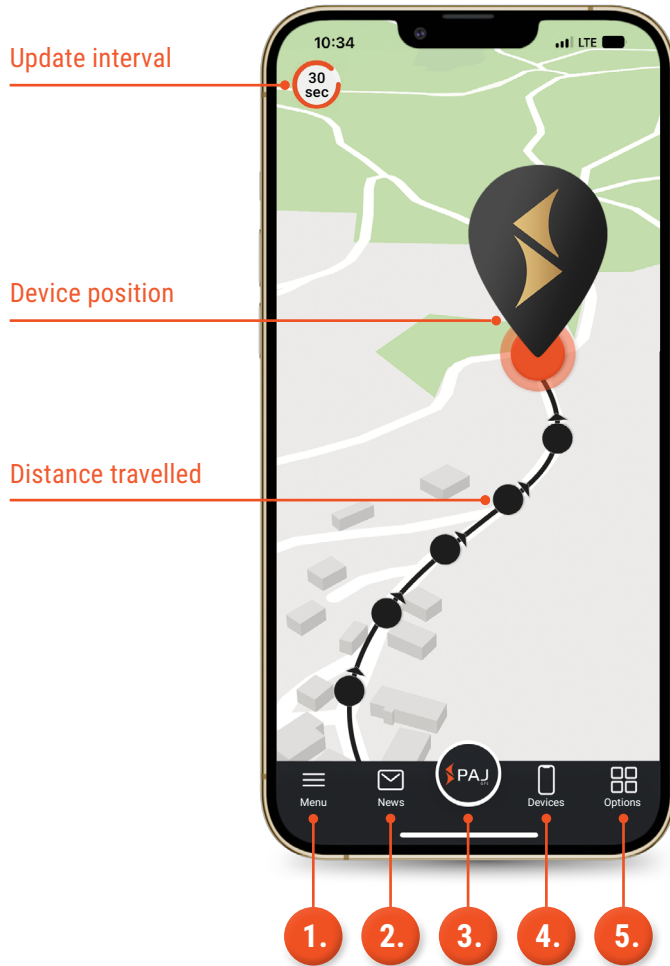 10:34
LTE
Update interval
30
sec
Device position
Distance travelled
Menu
News
PAJ
GPS
Devices
Options
1.
2.
3.
4.
5.